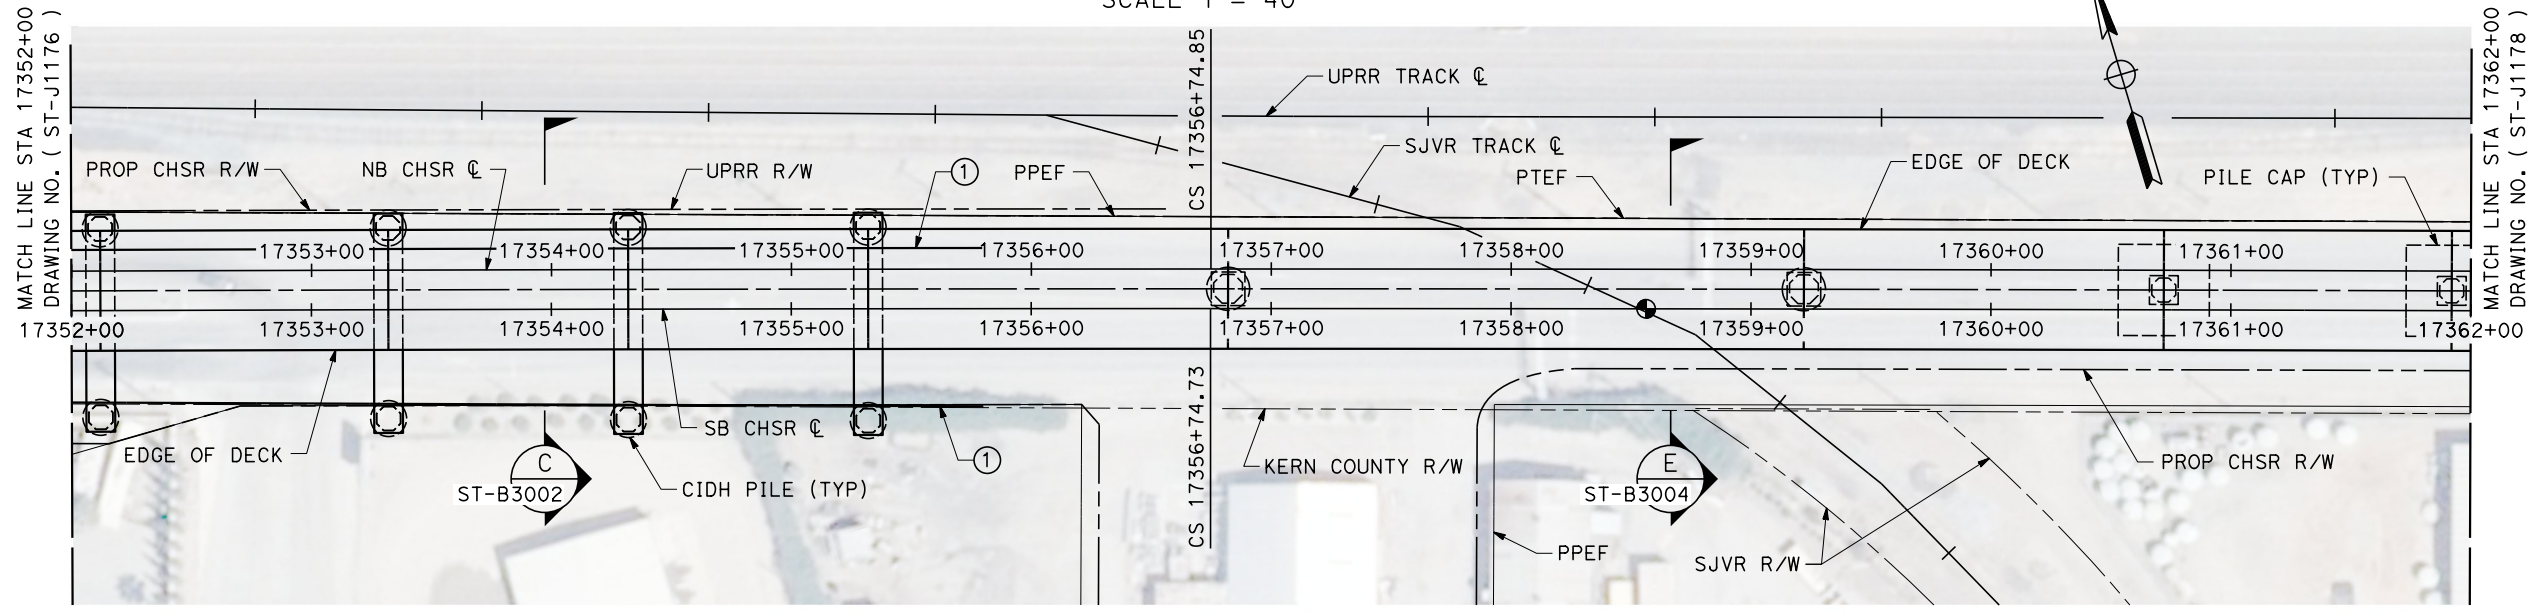 SCALE 1" = 40'
MATCH LINE STA 17352+00
DRAWING NO. ( ST-J1176 )
CS 17356+74.85
UPRR TRACK ℄
SJVR TRACK ℄
PROP CHSR R/W
NB CHSR ℄
UPRR R/W
1
PPEF
PTEF
EDGE OF DECK
PILE CAP (TYP)
MATCH LINE STA 17362+00
DRAWING NO. ( ST-J1178 )
17353+00
17354+00
17355+00
17356+00
17357+00
17358+00
17359+00
17360+00
17361+00
17352+00
17353+00
17354+00
17355+00
17356+00
17357+00
17358+00
17359+00
17360+00
17361+00
17362+00
EDGE OF DECK
C
ST-B3002
SB CHSR ℄
CIDH PILE (TYP)
1
CS 17356+74.73
KERN COUNTY R/W
PPEF
E
ST-B3004
SJVR R/W
PROP CHSR R/W